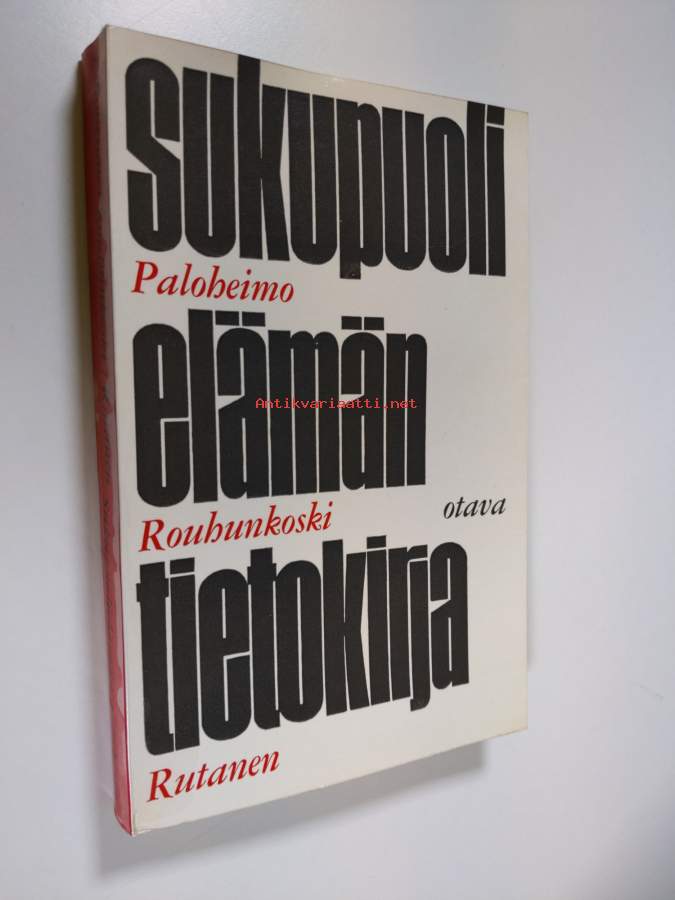 sukupuoli
Paloheimo
elämän
Antikvariaatti.net
Rouhunkoski
otava
tietokirja
Rutanen